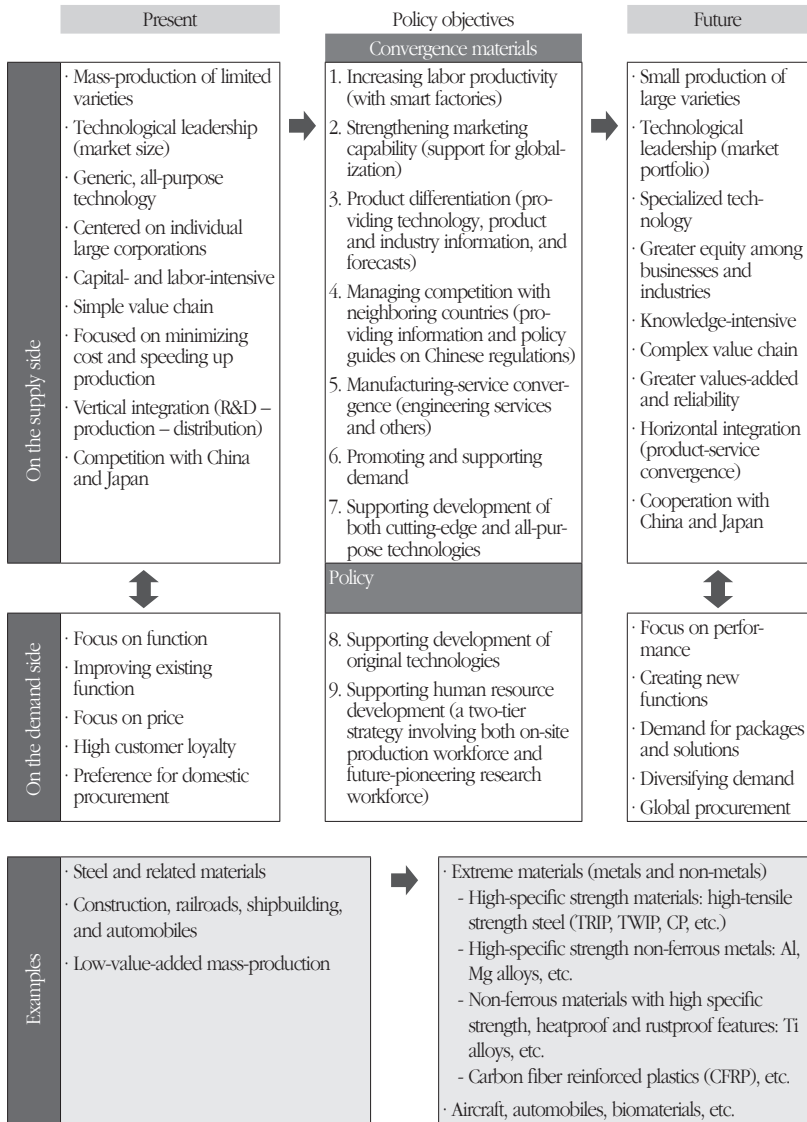 Present
Policy objectives
Future
Convergence materials
On the supply side
· Mass-production of limited
varieties
· Technological leadership
(market size)
· Generic, all-purpose
technology
· Centered on individual
large corporations
· Capital- and labor-intensive
· Simple value chain
· Focused on minimizing
cost and speeding up
production
· Vertical integration (R&D –
production – distribution)
· Competition with China
and Japan
1. Increasing labor productivity
(with smart factories)
2. Strengthening marketing
capability (support for global-
ization)
3. Product differentiation (pro-
viding technology, product
and industry information, and
forecasts)
4. Managing competition with
neighboring countries (pro-
viding information and policy
guides on Chinese regulations)
5. Manufacturing-service conver-
gence (engineering services
and others)
6. Promoting and supporting
demand
7. Supporting development of
both cutting-edge and all-pur-
pose technologies
· Small production of
large varieties
· Technological
leadership (market
portfolio)
· Specialized tech-
nology
· Greater equity among
businesses and
industries
· Knowledge-intensive
· Complex value chain
· Greater values-added
and reliability
· Horizontal integration
(product-service
convergence)
· Cooperation with
China and Japan
Policy
On the demand side
· Focus on function
· Improving existing
function
· Focus on price
· High customer loyalty
· Preference for domestic
procurement
8. Supporting development of
original technologies
9. Supporting human resource
development (a two-tier
strategy involving both on-site
production workforce and
future-pioneering research
workforce)
· Focus on perfor-
mance
· Creating new
functions
· Demand for packages
and solutions
· Diversifying demand
· Global procurement
Examples
· Steel and related materials
· Construction, railroads, shipbuilding,
and automobiles
· Low-value-added mass-production
· Extreme materials (metals and non-metals)
- High-specific strength materials: high-tensile
strength steel (TRIP, TWIP, CP, etc.)
- High-specific strength non-ferrous metals: Al,
Mg alloys, etc.
- Non-ferrous materials with high specific
strength, heatproof and rustproof features: Ti
alloys, etc.
- Carbon fiber reinforced plastics (CFRP), etc.
· Aircraft, automobiles, biomaterials, etc.